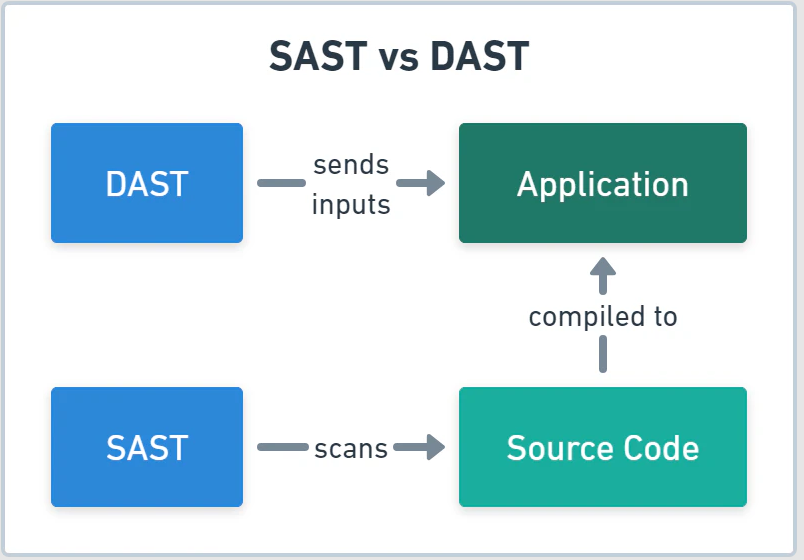 SAST vs DAST
DAST
sends
inputs
Application
compiled to
SAST
scans
Source Code